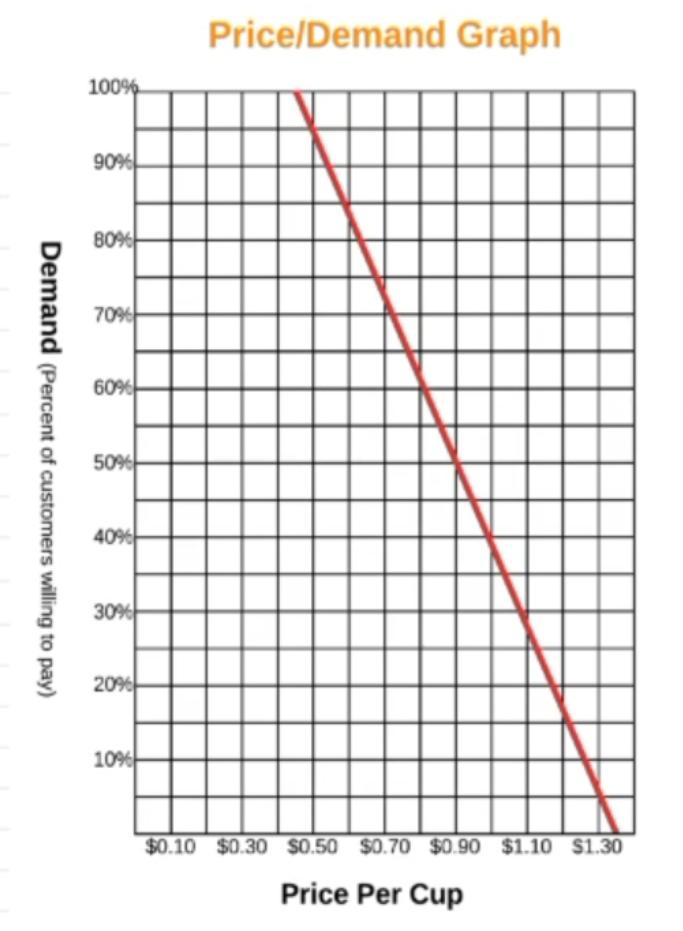 Price/Demand Graph
100%
90%
80%
70%
60%
50%
40%
30%
20%
10%
Demand (Percent of customers willing to pay)
$0.10 $0.30 $0.50 $0.70 $0.90 $1.10 $1.30
Price Per Cup